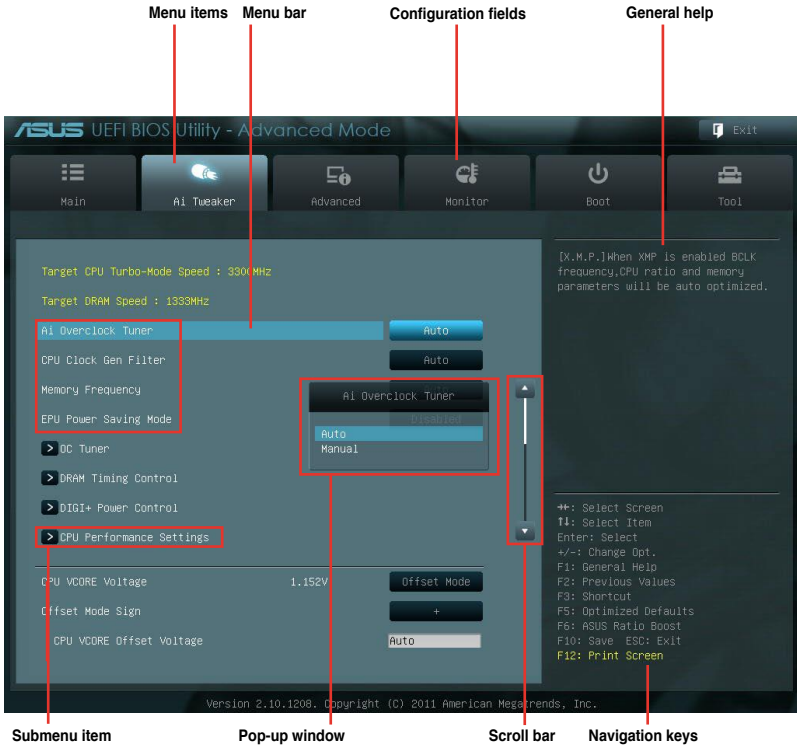 Menu items Menu bar Configuration fields General help
ASUS UEFI BIOS Utility - Advanced Mode Exit
Main Ai Tweaker Advanced Monitor Boot Tool
[X.M.P.]When XMP is enabled BCLK
frequency,CPU ratio and memory
parameters will be auto optimized.
Target CPU Turbo-Mode Speed : 3300MHz
Target DRAM Speed : 1333MHz
Ai Overclock Tuner Auto
CPU Clock Gen Filter Auto
Memory Frequency
EPU Power Saving Mode Disabled
Ai Overclock Tuner
Auto
Manual
> OC Tuner
> DRAM Timing Control
> DIGI+ Power Control
> CPU Performance Settings
CPU VCORE Voltage 1.152V Offset Mode
Offset Mode Sign +
CPU VCORE Offset Voltage Auto
→←: Select Screen
↑↓: Select Item
Enter: Select
+/-: Change Opt.
F1: General Help
F2: Previous Values
F3: Shortcut
F5: Optimized Defaults
F6: ASUS Ratio Boost
F10: Save ESC: Exit
F12: Print Screen
Version 2.10.1208. Copyright (C) 2011 American Megatrends, Inc.
Submenu item Pop-up window Scroll bar Navigation keys